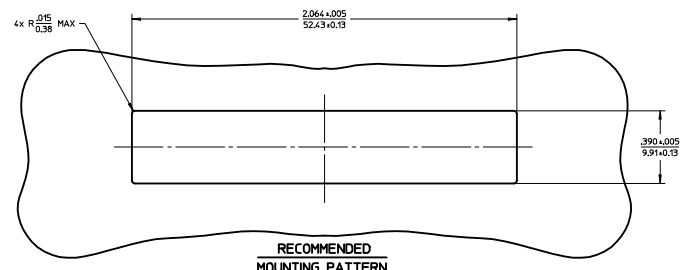 2.064±.005
52.43±0.13
4x R .015 MAX
0.38
.390±.005
9.91±0.13
RECOMMENDED
MOUNTING PATTERN